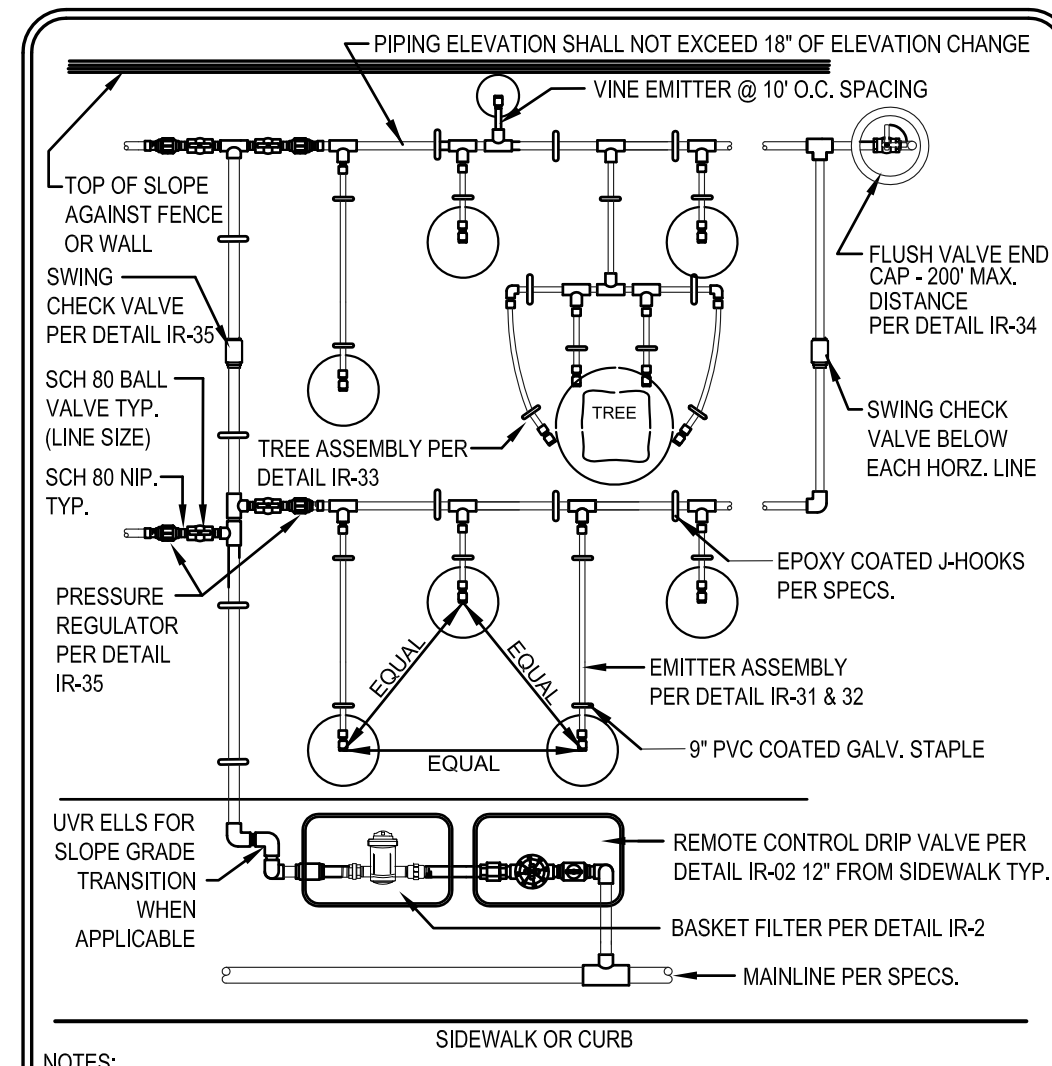 PIPING ELEVATION SHALL NOT EXCEED 18" OF ELEVATION CHANGE
VINE EMITTER @ 10' O.C. SPACING
TOP OF SLOPE
AGAINST FENCE
OR WALL
SWING
CHECK VALVE
PER DETAIL IR-35
SCH 80 BALL
VALVE TYP.
(LINE SIZE)
SCH 80 NIP.
TYP.
FLUSH VALVE END
CAP - 200' MAX.
DISTANCE
PER DETAIL IR-34
TREE
TREE ASSEMBLY PER
DETAIL IR-33
SWING CHECK
VALVE BELOW
EACH HORZ. LINE
EPOXY COATED J-HOOKS
PER SPECS.
PRESSURE
REGULATOR
PER DETAIL
IR-35
EQUAL
EQUAL
EQUAL
EMITTER ASSEMBLY
PER DETAIL IR-31 & 32
9" PVC COATED GALV. STAPLE
UVR ELLS FOR
SLOPE GRADE
TRANSITION
WHEN
APPLICABLE
REMOTE CONTROL DRIP VALVE PER
DETAIL IR-02 12" FROM SIDEWALK TYP.
BASKET FILTER PER DETAIL IR-2
MAINLINE PER SPECS.
SIDEWALK OR CURB
NOTES: